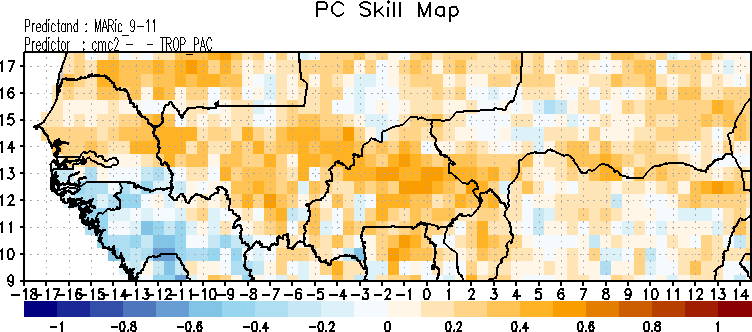 PC Skill Map
Predictand : MARic_9-11
Predictor : cmc2 - - TROP_PAC
17
16
15
14
13
12
11
10
9
-18 -17 -16 -15 -14 -13 -12 -11 -10 -9 -8 -7 -6 -5 -4 -3 -2 -1 0 1 2 3 4 5 6 7 8 9 10 11 12 13 14
-1 -0.8 -0.6 -0.4 -0.2 0 0.2 0.4 0.6 0.8 1